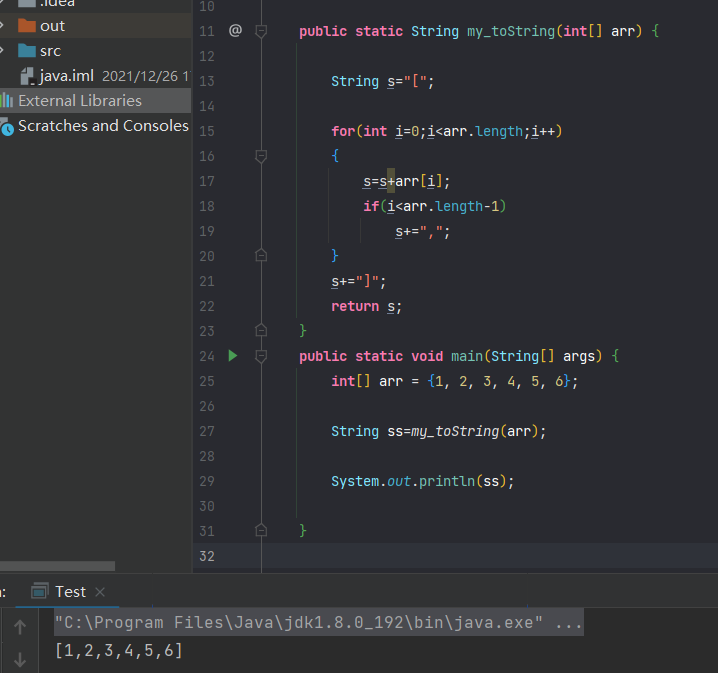 .idea
out
src
java.iml 2021/12/26 1
External Libraries
Scratches and Consoles
10
11 @ public static String my_toString(int[] arr) {
12
13 String s="[";
14
15 for(int i=0;i<arr.length;i++)
16 {
17 s=s+arr[i];
18 if(i<arr.length-1)
19 s+=",";
20 }
21 s+="]";
22 return s;
23 }
24 public static void main(String[] args) {
25 int[] arr = {1, 2, 3, 4, 5, 6};
26
27 String ss=my_toString(arr);
28
29 System.out.println(ss);
30
31 }
32
: Test ×
"C:\Program Files\Java\jdk1.8.0_192\bin\java.exe" ...
[1,2,3,4,5,6]